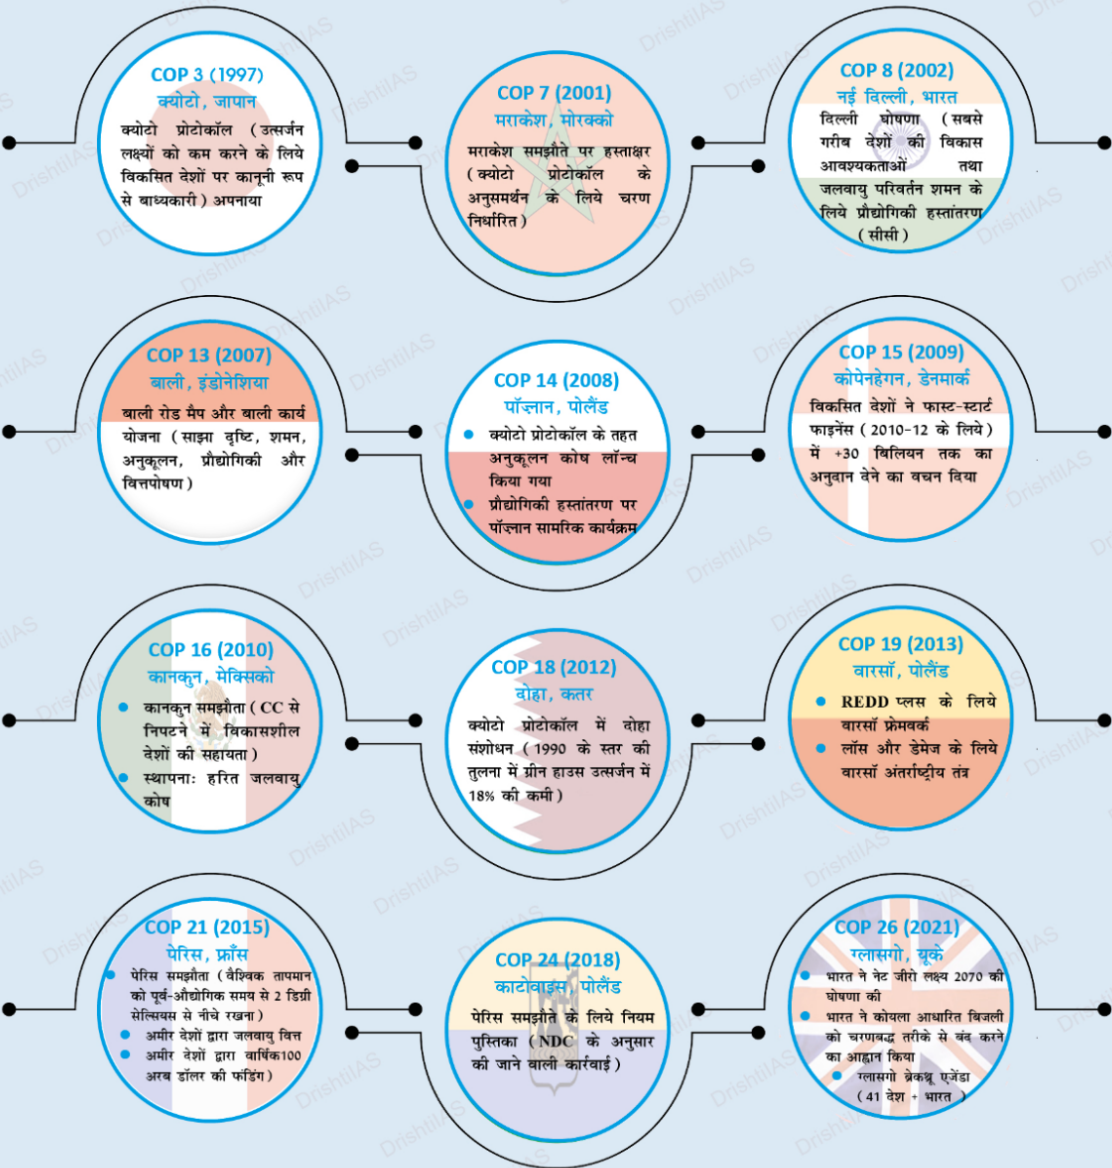 COP 3 (1997)
क्योटो, जापान
क्योटो प्रोटोकॉल (उत्सर्जन
लक्ष्यों को कम करने के लिये
विकसित देशों पर कानूनी रूप
से बाध्यकारी) अपनाया
COP 7 (2001)
मराकेश, मोरक्को
मराकेश समझौते पर हस्ताक्षर
(क्योटो प्रोटोकॉल के
अनुसमर्थन के लिये चरण
निर्धारित)
COP 8 (2002)
नई दिल्ली, भारत
दिल्ली घोषणा (सबसे
गरीब देशों की विकास
आवश्यकताओं तथा
जलवायु परिवर्तन शमन के
लिये प्रौद्योगिकी हस्तांतरण
(सीसी)
COP 13 (2007)
बाली, इंडोनेशिया
बाली रोड मैप और बाली कार्य
योजना (साझा दृष्टि, शमन,
अनुकूलन, प्रौद्योगिकी और
वित्तपोषण)
COP 14 (2008)
पॉज़्नान, पोलैंड
• क्योटो प्रोटोकॉल के तहत
अनुकूलन कोष लॉन्च
किया गया
• प्रौद्योगिकी हस्तांतरण पर
पॉज़्नान सामरिक कार्यक्रम
COP 15 (2009)
कोपेनहेगन, डेनमार्क
विकसित देशों ने फास्ट-स्टार्ट
फाइनेंस (2010-12 के लिये)
में +30 बिलियन तक का
अनुदान देने का वचन दिया
COP 16 (2010)
कानकुन, मेक्सिको
• कानकुन समझौता (CC से
निपटने में विकासशील
देशों की सहायता)
• स्थापनाः हरित जलवायु
कोष
COP 18 (2012)
दोहा, कतर
क्योटो प्रोटोकॉल में दोहा
संशोधन (1990 के स्तर की
तुलना में ग्रीन हाउस उत्सर्जन में
18% की कमी)
COP 19 (2013)
वारसॉ, पोलैंड
• REDD प्लस के लिये
वारसॉ फ्रेमवर्क
• लॉस और डेमेज के लिये
वारसॉ अंतर्राष्ट्रीय तंत्र
COP 21 (2015)
पेरिस, फ्राँस
• पेरिस समझौता (वैश्विक तापमान
को पूर्व-औद्योगिक समय से 2 डिग्री
सेल्सियस से नीचे रखना)
• अमीर देशों द्वारा जलवायु वित्त
• अमीर देशों द्वारा वार्षिक100
अरब डॉलर की फंडिंग)
COP 24 (2018)
काटोवाइस, पोलैंड
पेरिस समझौते के लिये नियम
पुस्तिका (NDC के अनुसार
की जाने वाली कार्रवाई)
COP 26 (2021)
ग्लासगो, यूके
• भारत ने नेट जीरो लक्ष्य 2070 की
घोषणा की
• भारत ने कोयला आधारित बिजली
को चरणबद्ध तरीके से बंद करने
का आह्वान किया
• ग्लासगो ब्रेकथ्रू एजेंडा
(41 देश + भारत )